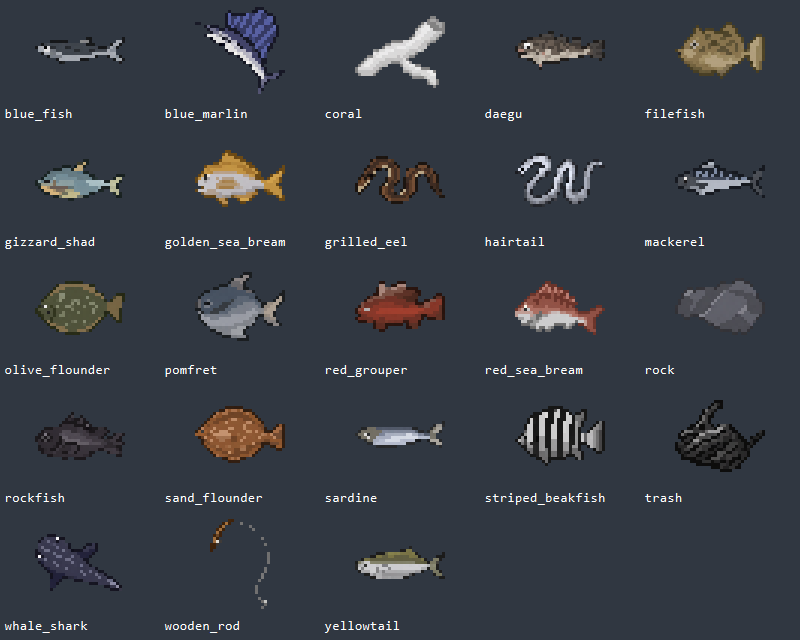 blue_fish
blue_marlin
coral
daegu
filefish
gizzard_shad
golden_sea_bream
grilled_eel
hairtail
mackerel
olive_flounder
pomfret
red_grouper
red_sea_bream
rock
rockfish
sand_flounder
sardine
striped_beakfish
trash
whale_shark
wooden_rod
yellowtail